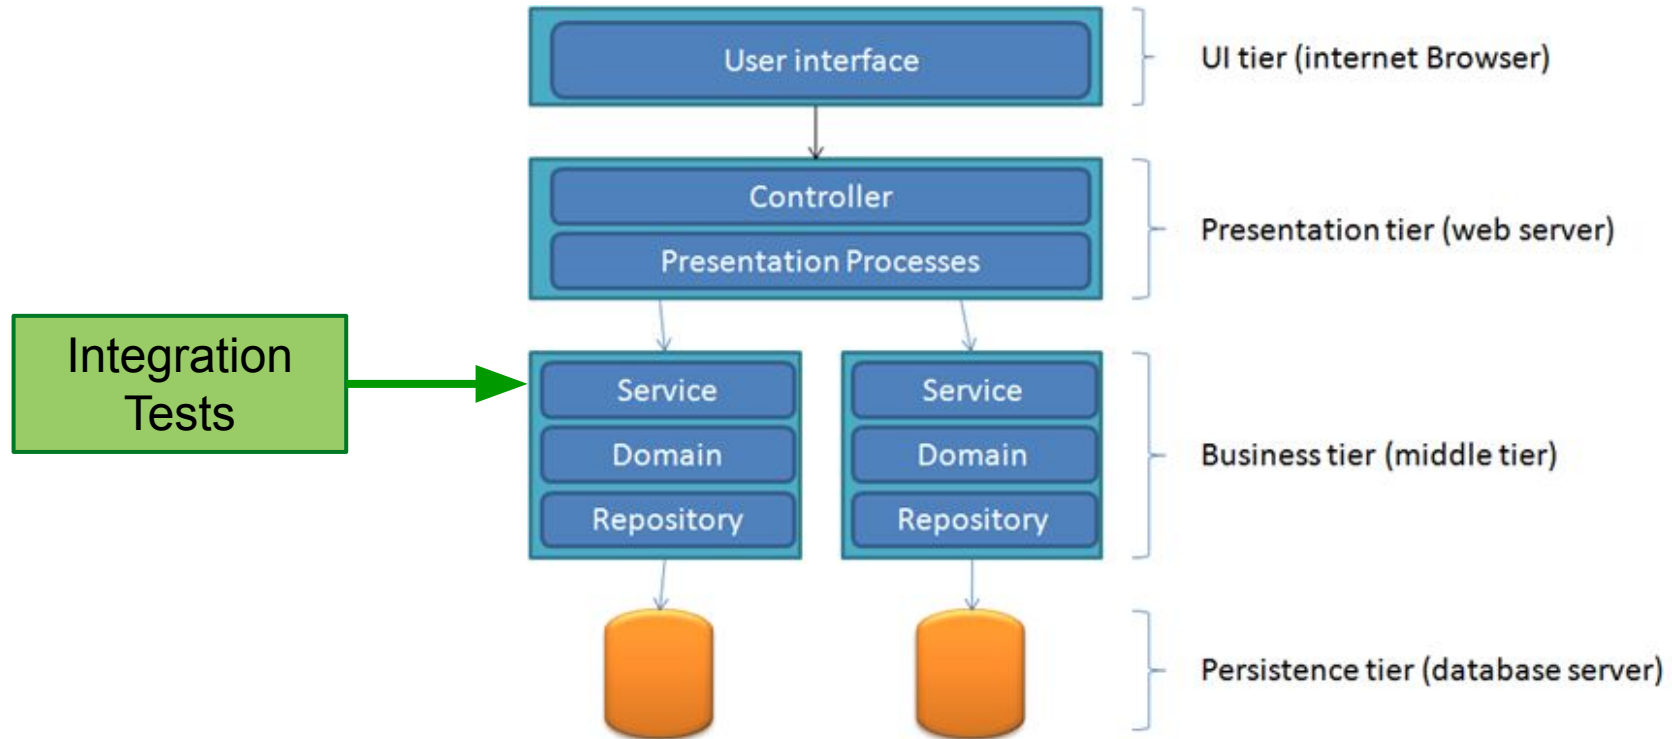 User interface
UI tier (internet Browser)
Controller
Presentation Processes
Presentation tier (web server)
Integration
Tests
Service
Domain
Repository
Service
Domain
Repository
Business tier (middle tier)
Persistence tier (database server)